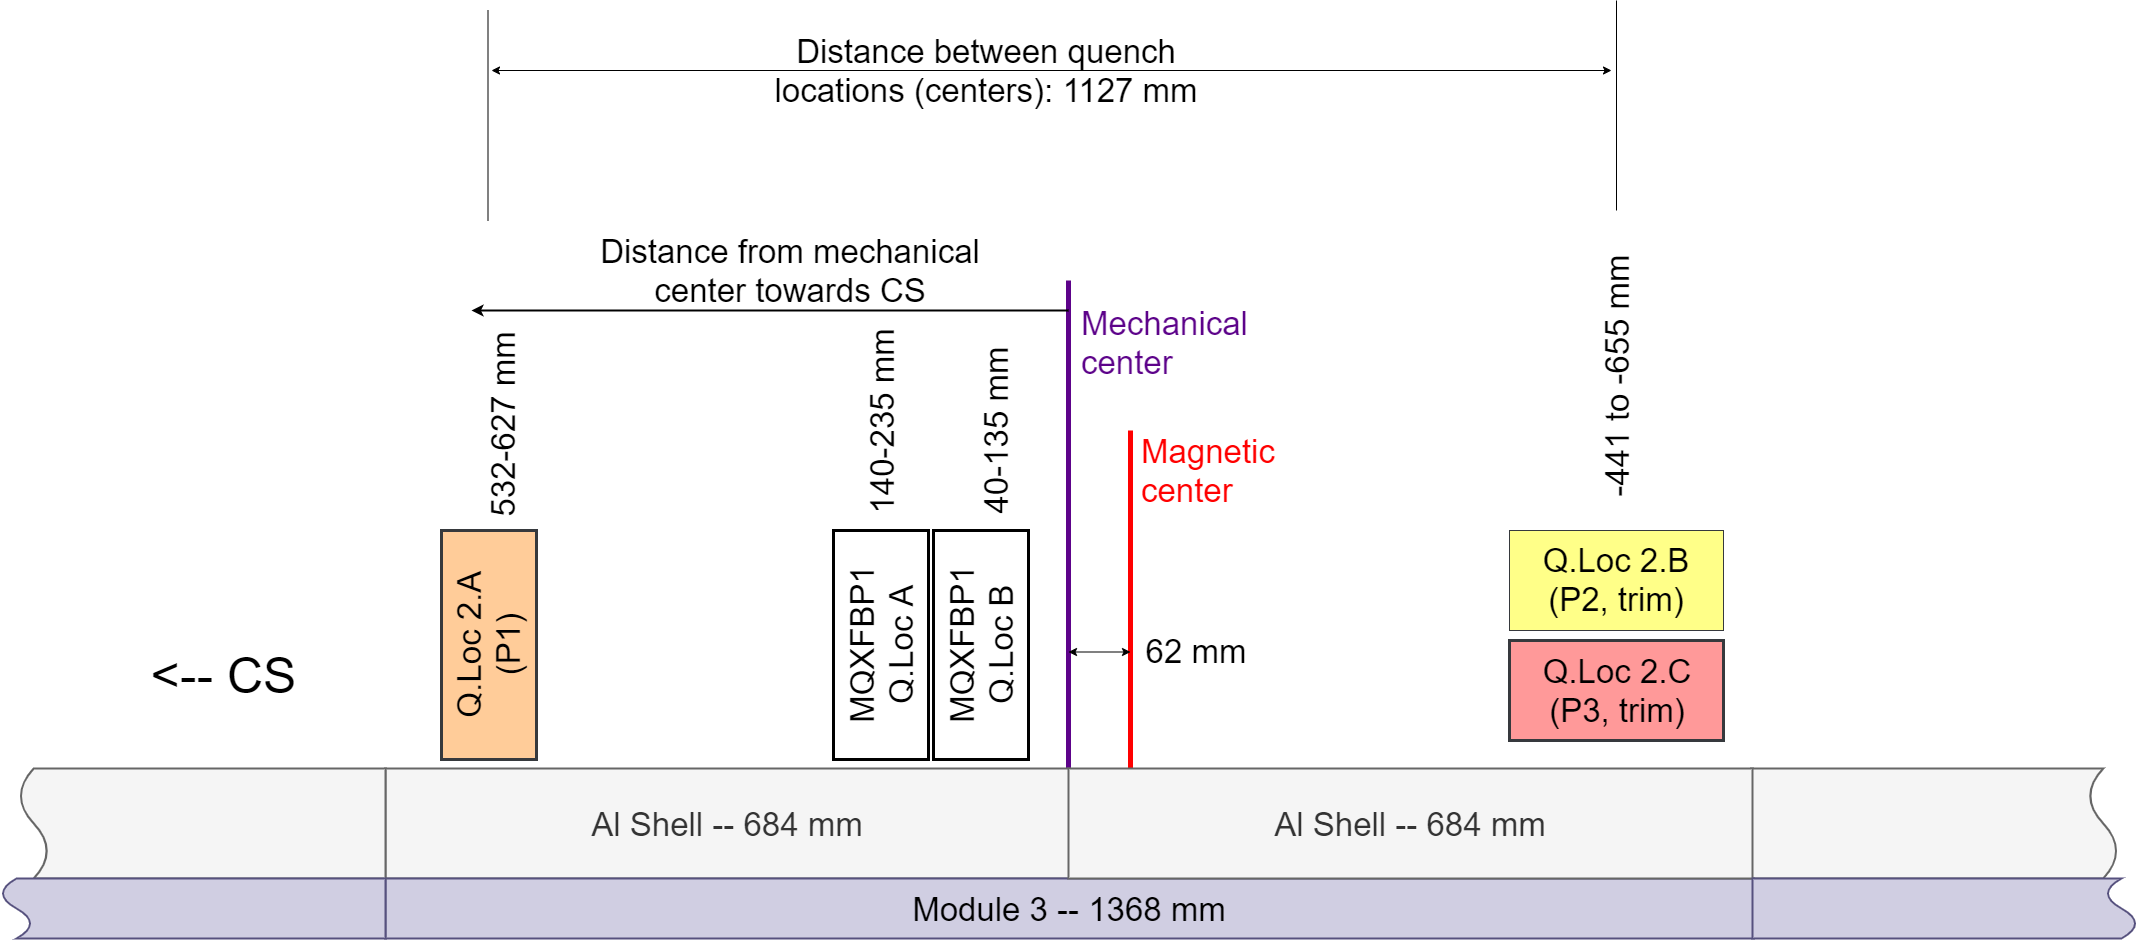 Distance between quench
locations (centers): 1127 mm
Distance from mechanical
center towards CS
Mechanical
center
Magnetic
center
532-627 mm
140-235 mm
40-135 mm
-441 to -655 mm
Q.Loc 2.A
(P1)
MQXFBP1
Q.Loc A
MQXFBP1
Q.Loc B
Q.Loc 2.B
(P2, trim)
Q.Loc 2.C
(P3, trim)
62 mm
<-- CS
Al Shell -- 684 mm
Al Shell -- 684 mm
Module 3 -- 1368 mm